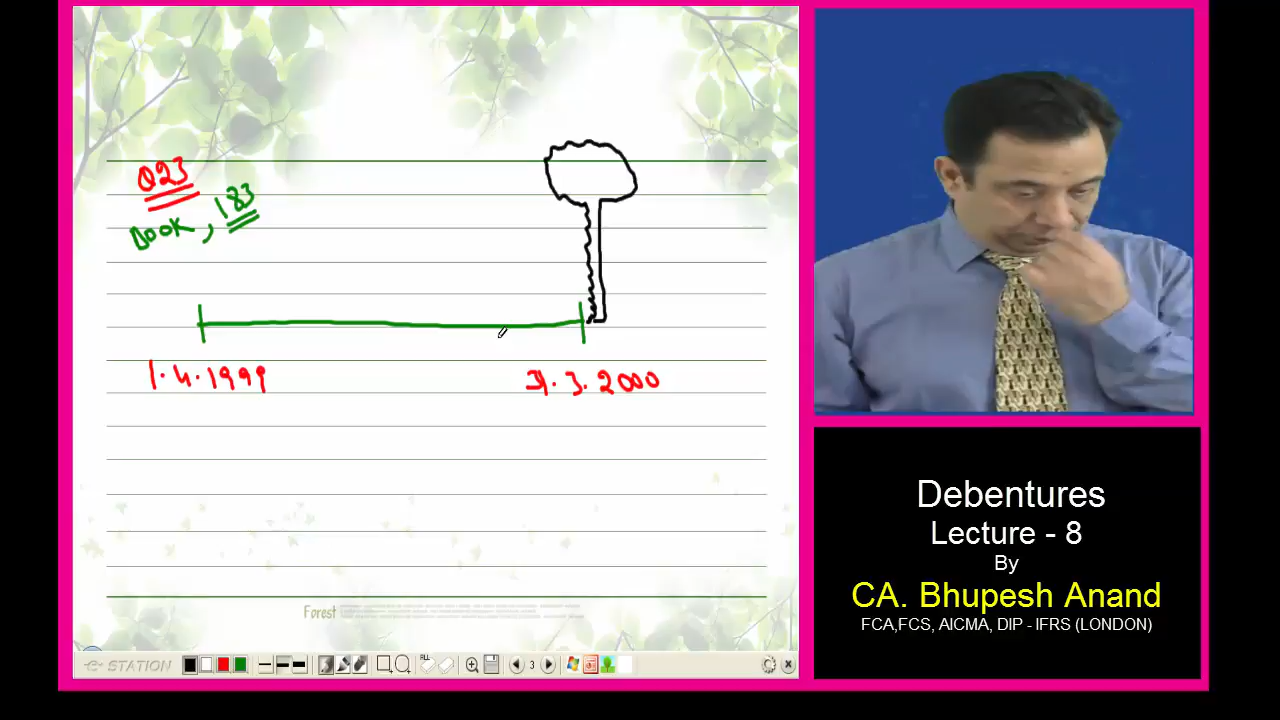 Q23
BOOK, 183
1.4.1999
31.3.2000
Forest
e-STATION
ALL
3
Debentures
Lecture - 8
By
CA. Bhupesh Anand
FCA,FCS, AICMA, DIP - IFRS (LONDON)